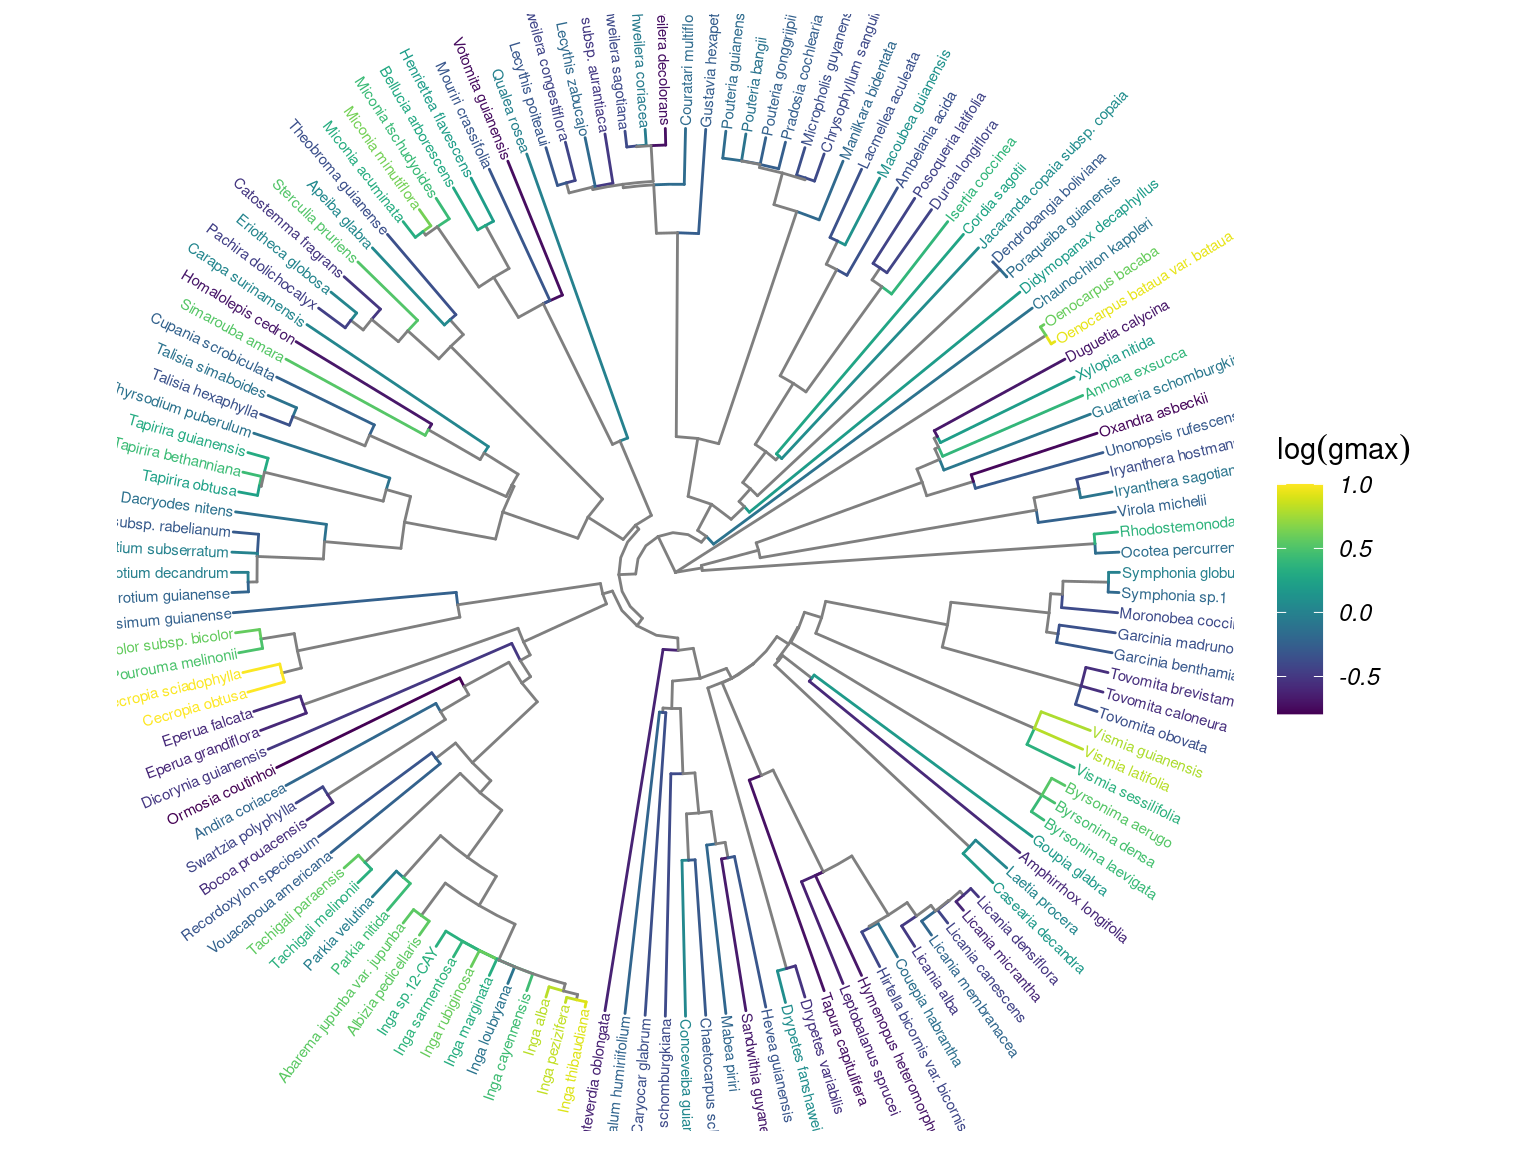 log(gmax)
1.0
0.5
0.0
-0.5
Gustavia hexapet
Pouteria guianens
Pouteria bangii
Pouteria gonggrijpii
Pradosia cochlearia
Micropholis guyanens
Chrysophyllum sangui
Manilkara bidentata
Lacmellea aculeata
Macoubea guianensis
Ambelania acida
Posoqueria latifolia
Duroia longiflora
Isertia coccinea
Cordia sagotii
Jacaranda copaia subsp. copaia
Dendrobangia boliviana
Poraqueiba guianensis
Didymopanax decaphyllus
Chaunochiton kappleri
Oenocarpus bacaba
Oenocarpus bataua var. bataua
Duguetia calycina
Xylopia nitida
Annona exsucca
Guatteria schomburgki
Oxandra asbeckii
Unonopsis rufescens
Iryanthera hostman
Iryanthera sagotian
Virola michelii
Rhodostemonoda
Ocotea percurren
Symphonia globu
Symphonia sp.1
Moronobea cocci
Garcinia madruno
Garcinia benthamia
Tovomita brevistam
Tovomita caloneura
Tovomita obovata
Vismia guianensis
Vismia latifolia
Vismia sessilifolia
Byrsonima aerugo
Byrsonima densa
Byrsonima laevigata
Goupia glabra
Amphirrhox longifolia
Laetia procera
Casearia decandra
Licania densiflora
Licania micrantha
Licania canescens
Licania membranacea
Licania alba
Couepia habrantha
Hirtella bicornis var. bicornis
Hymenopus heteromorph
Leptobalanus sprucei
Tapura capitulifera
Drypetes variabilis
Drypetes fanshawei
Hevea guianensis
Sandwithia guyane
Mabea piriri
Chaetocarpus sc
Conceveiba guia
schomburgkiana
Caryocar glabrum
alum humiriifolium
teverdia oblongata
Inga thibaudiana
Inga pezizifera
Inga alba
Inga cayennensis
Inga loubryana
Inga marginata
Inga rubiginosa
Inga sarmentosa
Inga sp.12-CAY
Albizia pedicellaris
Abarema jupunba var. jupunba
Parkia nitida
Parkia velutina
Tachigali melinonii
Tachigali paraensis
Vouacapoua americana
Recordoxylon speciosum
Bocoa prouacensis
Swartzia polyphylla
Andira coriacea
Ormosia coutinhoi
Dicorynia guianensis
Eperua grandiflora
Eperua falcata
Cecropia obtusa
cropia sciadophylla
Pourouma melinonii
olor subsp. bicolor
simum guianense
rotium guianense
otium decandrum
tium subserratum
subsp. rabelianum
Dacryodes nitens
Tapirira obtusa
Tapirira bethanniana
Tapirira guianensis
hyrsodium puberulum
Talisia hexaphylla
Talisia simaboides
Cupania scrobiculata
Simarouba amara
Homalolepis cedron
Carapa surinamensis
Pachira dolichocalyx
Eriotheca globosa
Catostemma fragrans
Sterculia pruriens
Apeiba glabra
Theobroma guianense
Miconia acuminata
Miconia minutiflora
Miconia tschudyoides
Bellucia arborescens
Henriettea flavescens
Mouriri crassifolia
Votomita guianensis
Qualea rosea
Lecythis poiteaui
weilera congestiflora
Lecythis zabucajo
subsp. aurantiaca
weilera sagotiana
hweilera coriacea
eilera decolorans
Couratari multiflo